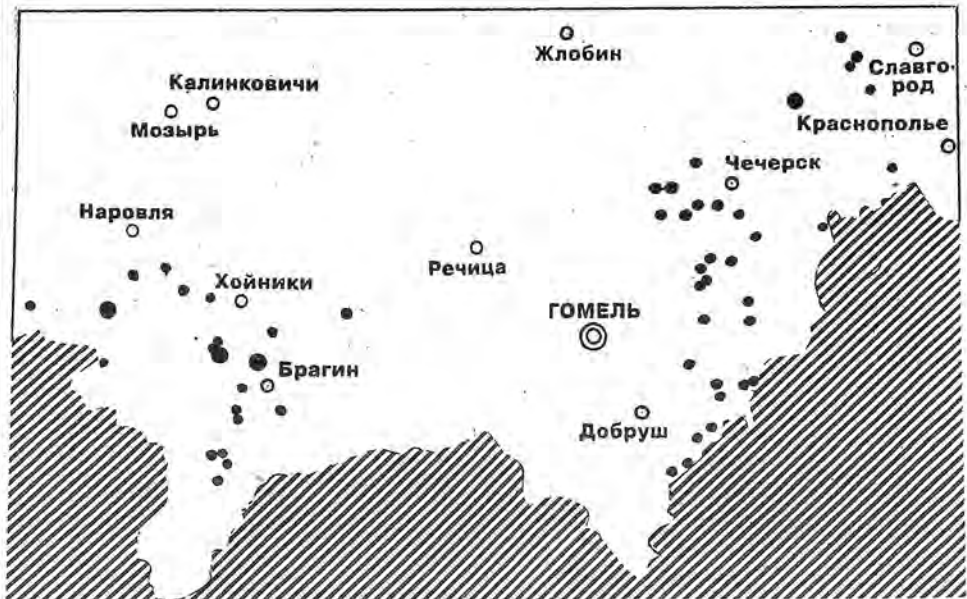 Жлобин
Славго-
род
Калинковичи
Мозырь
Краснополье
Чечерск
Наровля
Речица
Хойники
ГОМЕЛЬ
Брагин
Добруш